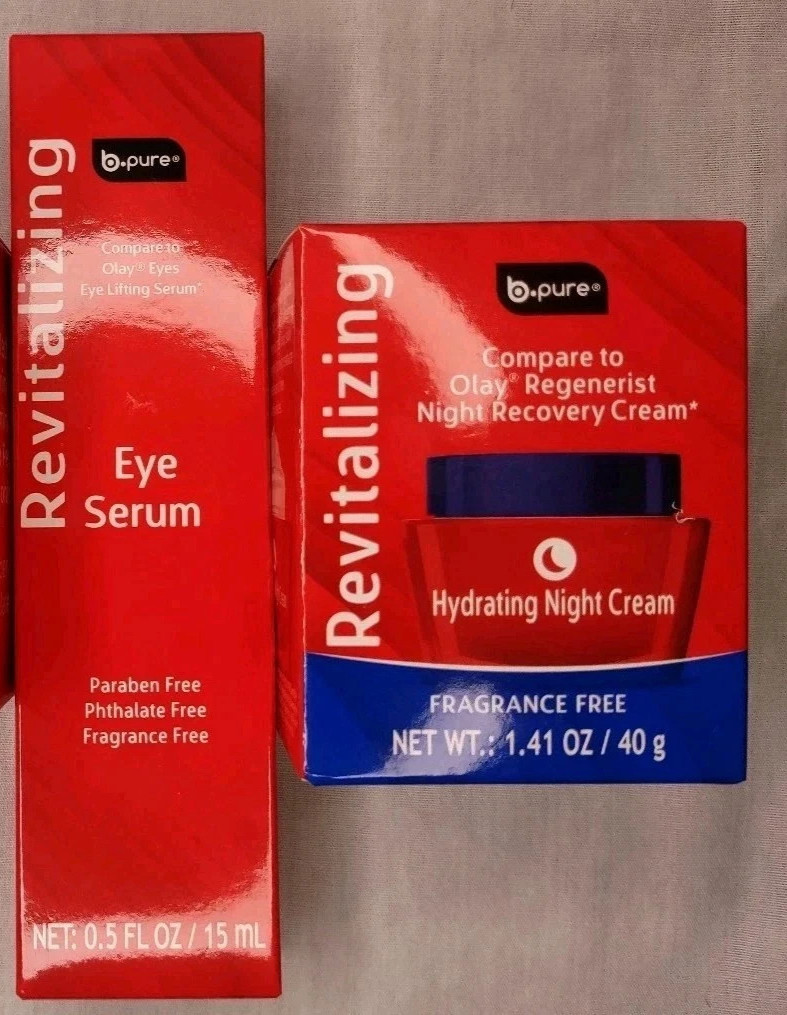 Revitalizing
b.pure®
Compare to
Olay® Eyes
Eye Lifting Serum*
Eye
Serum
Paraben Free
Phthalate Free
Fragrance Free
NET: 0.5 FL OZ / 15 mL
Revitalizing
b.pure®
Compare to
Olay® Regenerist
Night Recovery Cream*
Hydrating Night Cream
FRAGRANCE FREE
NET WT.: 1.41 OZ / 40 g